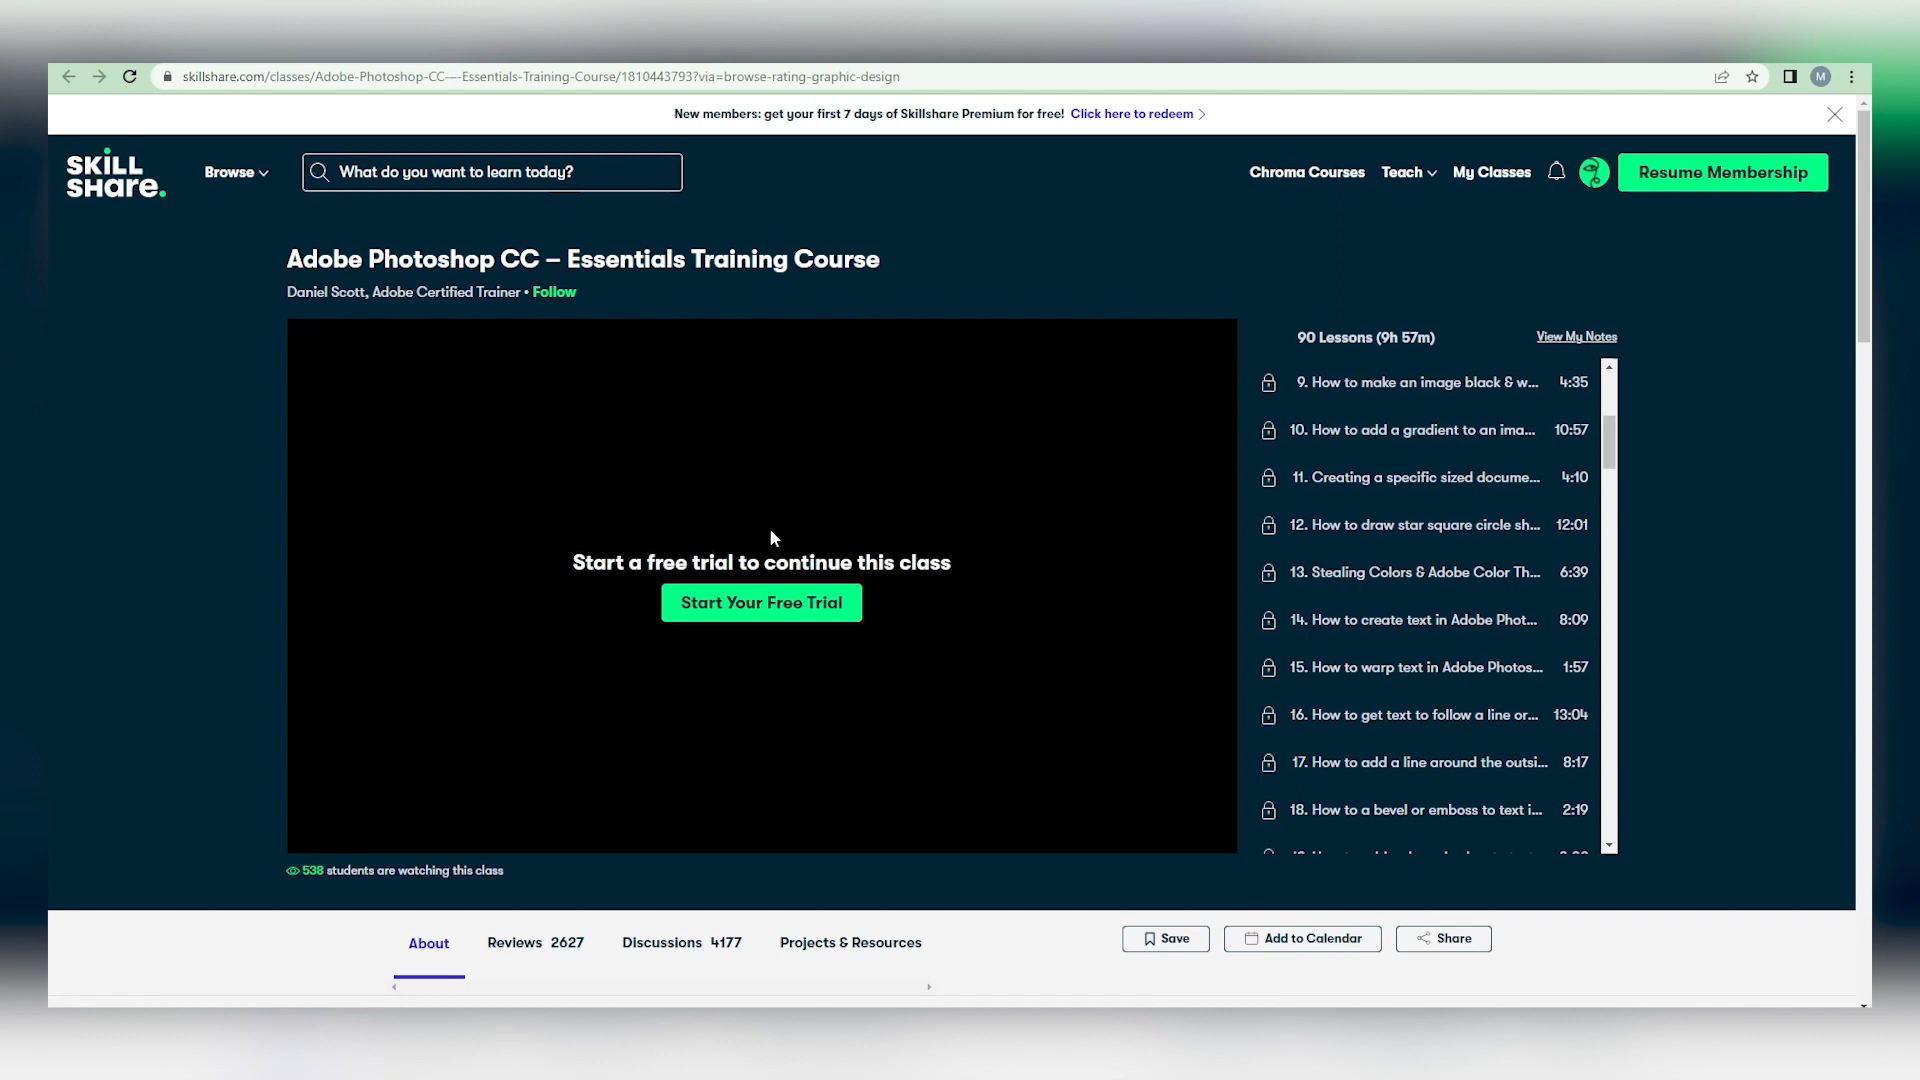 skillshare.com/classes/Adobe-Photoshop-CC-–-Essentials-Training-Course/1810443793?via=browse-rating-graphic-design
M
New members: get your first 7 days of Skillshare Premium for free! Click here to redeem
SKILL
SHare.
Browse
What do you want to learn today?
Chroma Courses
Teach
My Classes
Resume Membership
Adobe Photoshop CC – Essentials Training Course
Daniel Scott, Adobe Certified Trainer • Follow
90 Lessons (9h 57m)
View My Notes
9. How to make an image black & w... 4:35
10. How to add a gradient to an ima... 10:57
11. Creating a specific sized docume... 4:10
12. How to draw star square circle sh... 12:01
13. Stealing Colors & Adobe Color Th... 6:39
14. How to create text in Adobe Phot... 8:09
15. How to warp text in Adobe Photos... 1:57
16. How to get text to follow a line or... 13:04
17. How to add a line around the outsi... 8:17
18. How to a bevel or emboss to text i... 2:19
Start a free trial to continue this class
Start Your Free Trial
538 students are watching this class
About
Reviews 2627
Discussions 4177
Projects & Resources
Save
Add to Calendar
Share